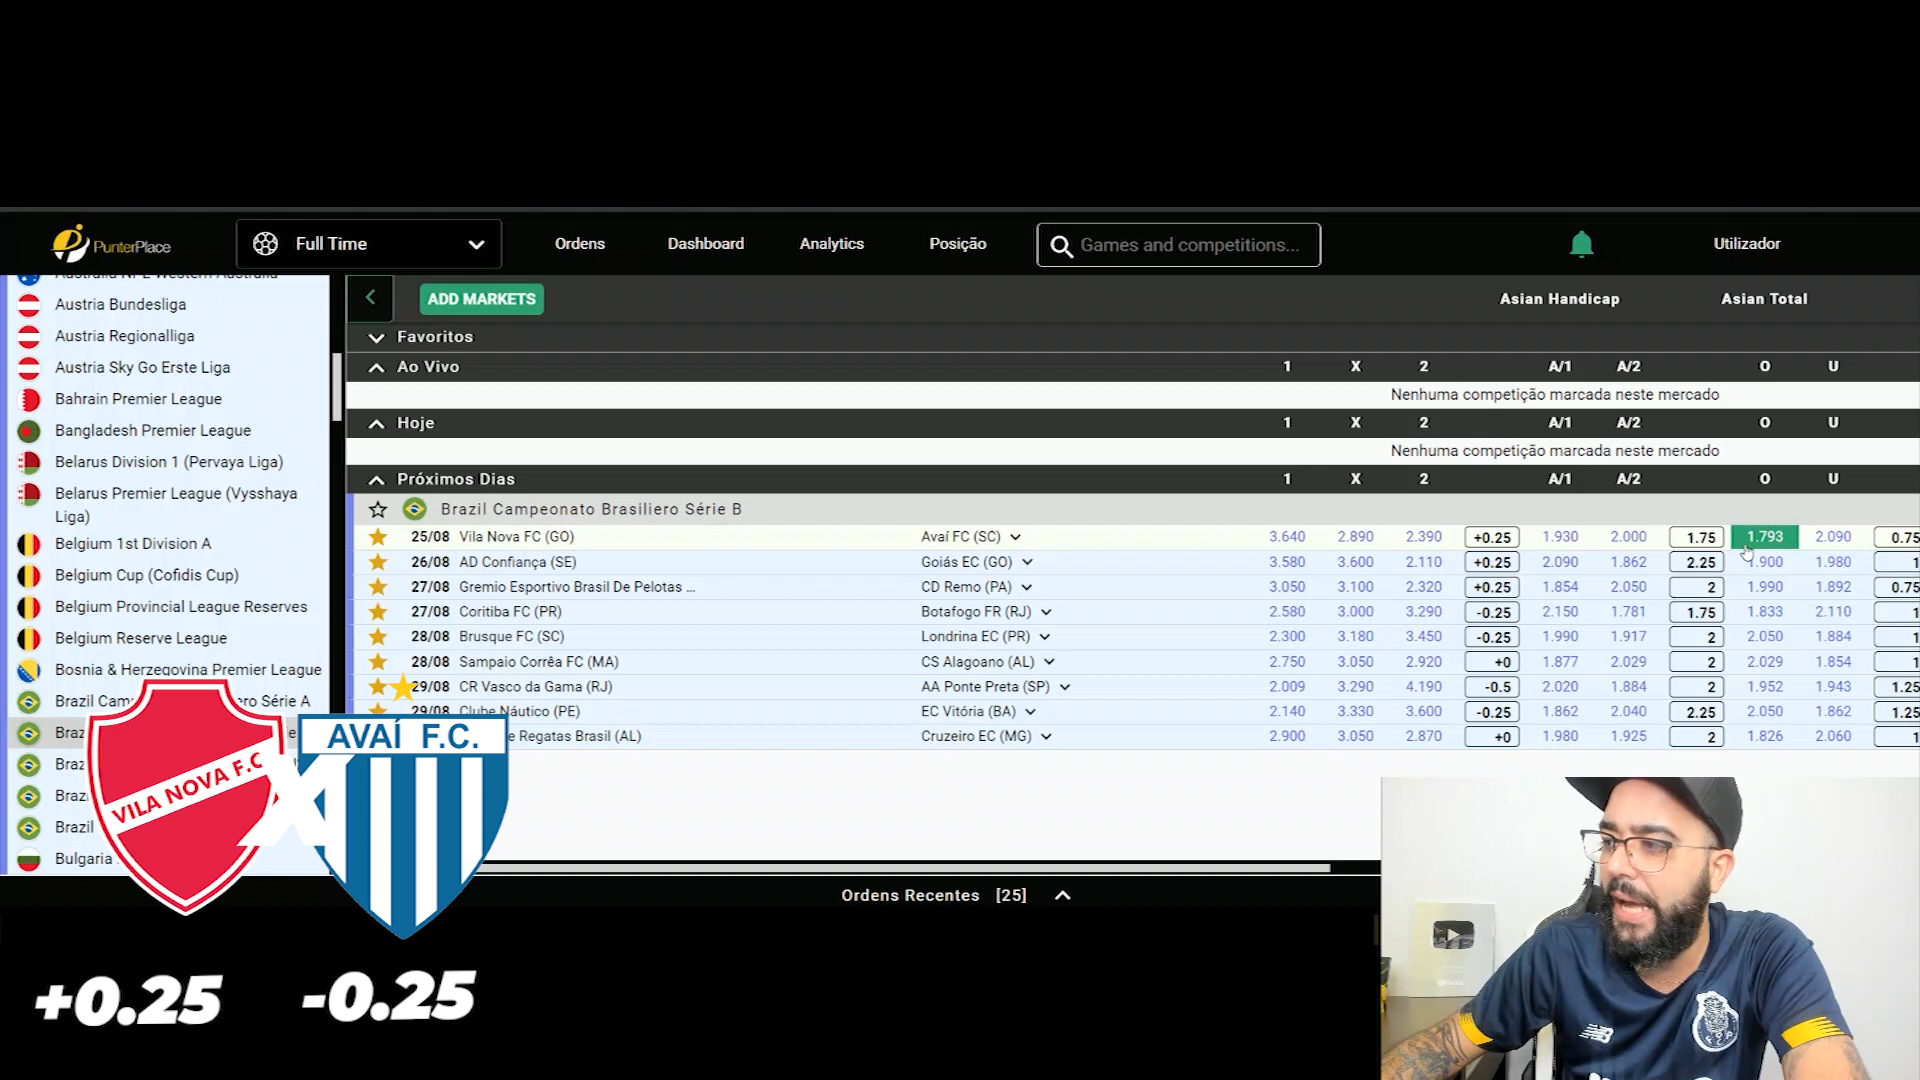 PunterPlace
Full Time
Ordens
Dashboard
Analytics
Posição
Games and competitions...
Utilizador
Austria Bundesliga
Austria Regionalliga
Austria Sky Go Erste Liga
Bahrain Premier League
Bangladesh Premier League
Belarus Division 1 (Pervaya Liga)
Belarus Premier League (Vysshaya
Liga)
Belgium 1st Division A
Belgium Cup (Cofidis Cup)
Belgium Provincial League Reserves
Belgium Reserve League
Bosnia & Herzegovina Premier League
Brazil
Bulgaria
ADD MARKETS
Asian Handicap
Asian Total
Favoritos
Ao Vivo 1 X 2 A/1 A/2 O U
Nenhuma competição marcada neste mercado
Hoje 1 X 2 A/1 A/2 O U
Nenhuma competição marcada neste mercado
Próximos Dias 1 X 2 A/1 A/2 O U
Brazil Campeonato Brasiliero Série B
25/08 Vila Nova FC (GO) Avaí FC (SC) 3.640 2.890 2.390 +0.25 1.930 2.000 1.75 1.793 2.090 0.75
26/08 AD Confiança (SE) Goiás EC (GO) 3.580 3.600 2.110 +0.25 2.090 1.862 2.25 1.900 1.980 1
27/08 Gremio Esportivo Brasil De Pelotas ... CD Remo (PA) 3.050 3.100 2.320 +0.25 1.854 2.050 2 1.990 1.892 0.75
27/08 Coritiba FC (PR) Botafogo FR (RJ) 2.580 3.000 3.290 -0.25 2.150 1.781 1.75 1.833 2.110 1
28/08 Brusque FC (SC) Londrina EC (PR) 2.300 3.180 3.450 -0.25 1.990 1.917 2 2.050 1.884 1
28/08 Sampaio Corrêa FC (MA) CS Alagoano (AL) 2.750 3.050 2.920 +0 1.877 2.029 2 2.029 1.854 1
29/08 CR Vasco da Gama (RJ) AA Ponte Preta (SP) 2.009 3.290 4.190 -0.5 2.020 1.884 2 1.952 1.943 1.25
29/08 Clube Náutico (PE) EC Vitória (BA) 2.140 3.330 3.600 -0.25 1.862 2.040 2.25 2.050 1.862 1.25
e Regatas Brasil (AL) Cruzeiro EC (MG) 2.900 3.050 2.870 +0 1.980 1.925 2 1.826 2.060 1
Ordens Recentes [25]
VILA NOVA F.C
X
AVAÍ F.C.
+0.25
-0.25